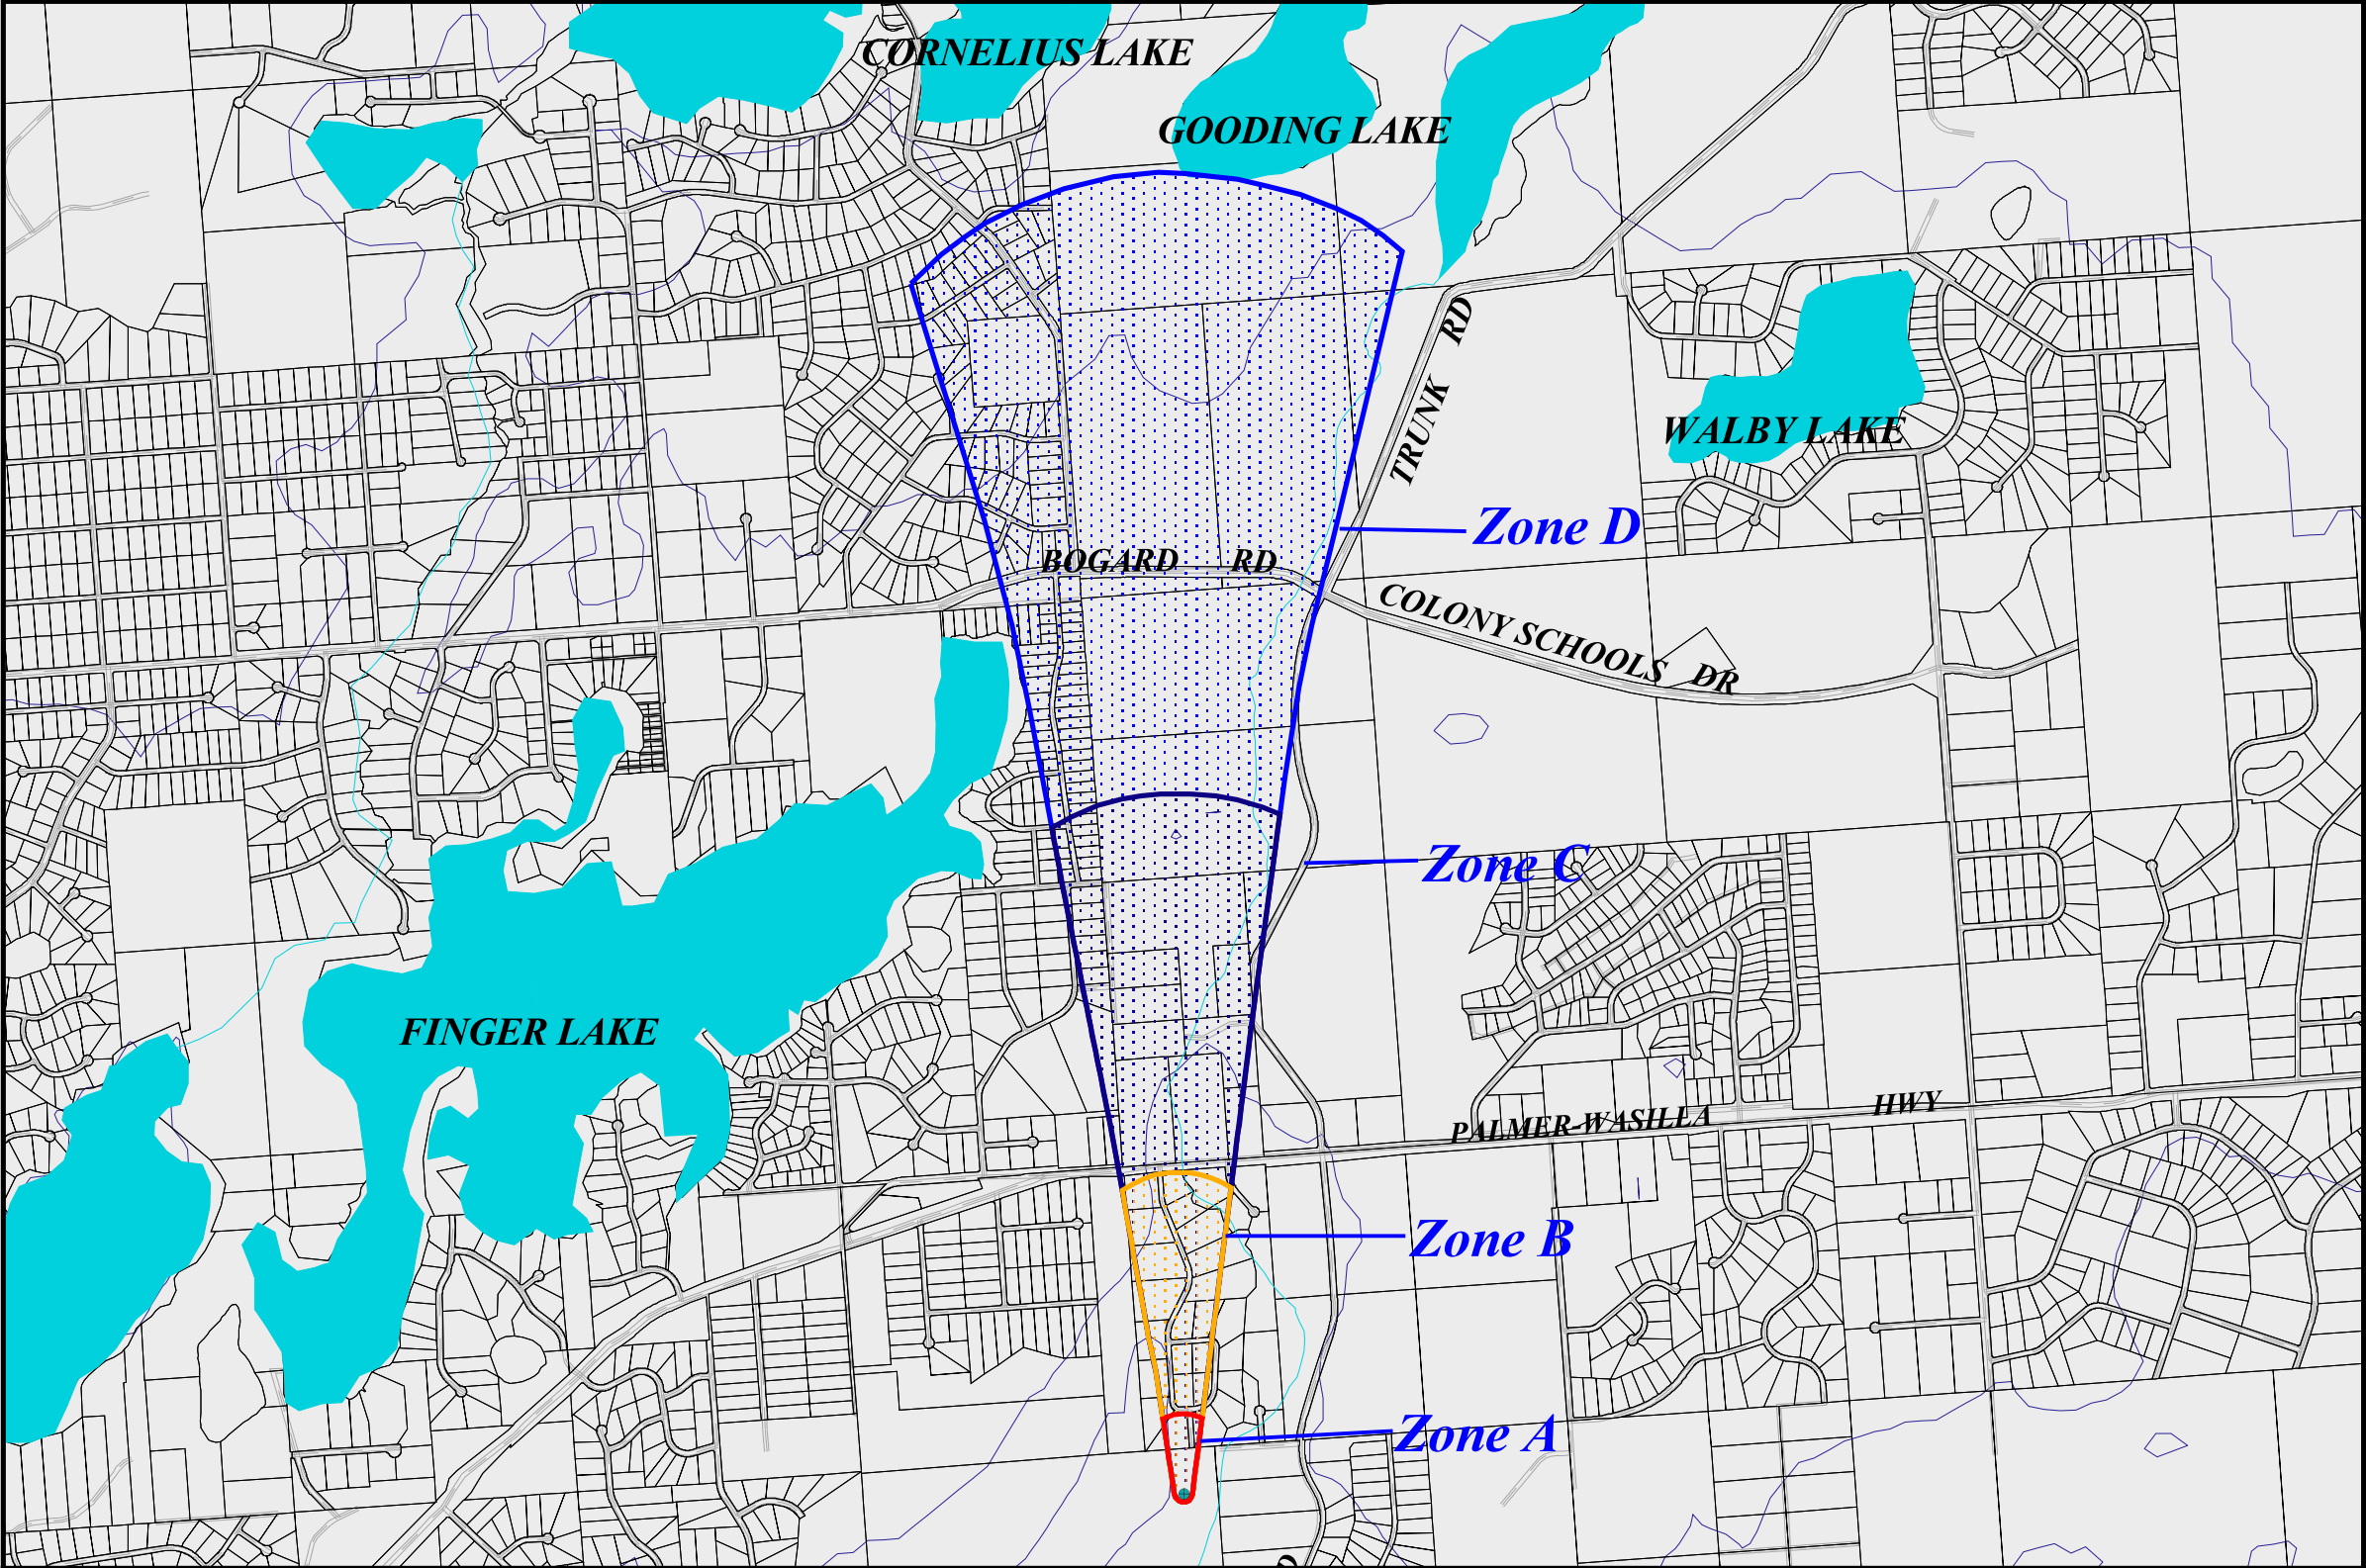 CORNELIUS LAKE
GOODING LAKE
TRUNK RD
WALBY LAKE
Zone D
BOGARD RD
COLONY SCHOOLS DR
Zone C
FINGER LAKE
PALMER-WASILLA HWY
Zone B
Zone A